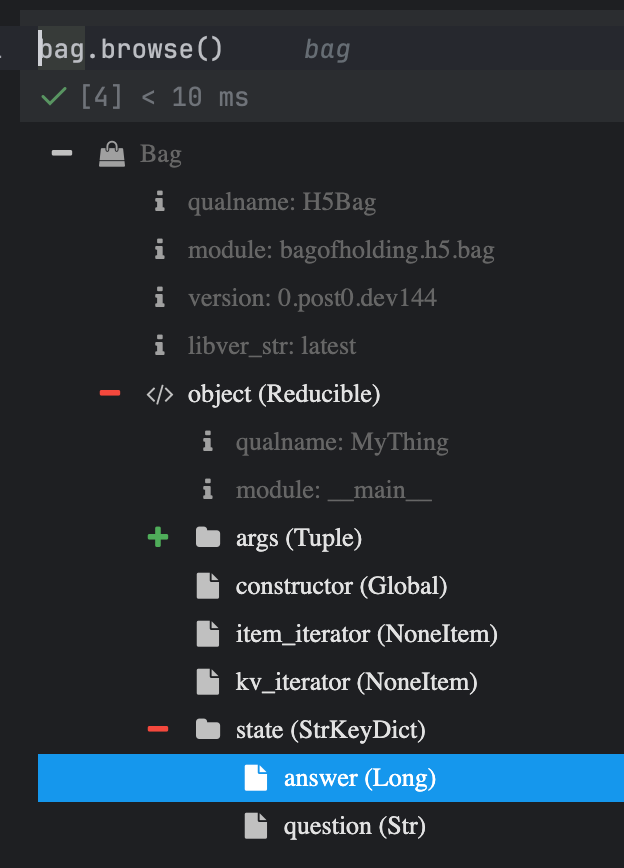 bag.browse() bag
[4] < 10 ms
Bag
qualname: H5Bag
module: bagofholding.h5.bag
version: 0.post0.dev144
libver_str: latest
</> object (Reducible)
qualname: MyThing
module: __main__
args (Tuple)
constructor (Global)
item_iterator (NoneItem)
kv_iterator (NoneItem)
state (StrKeyDict)
answer (Long)
question (Str)